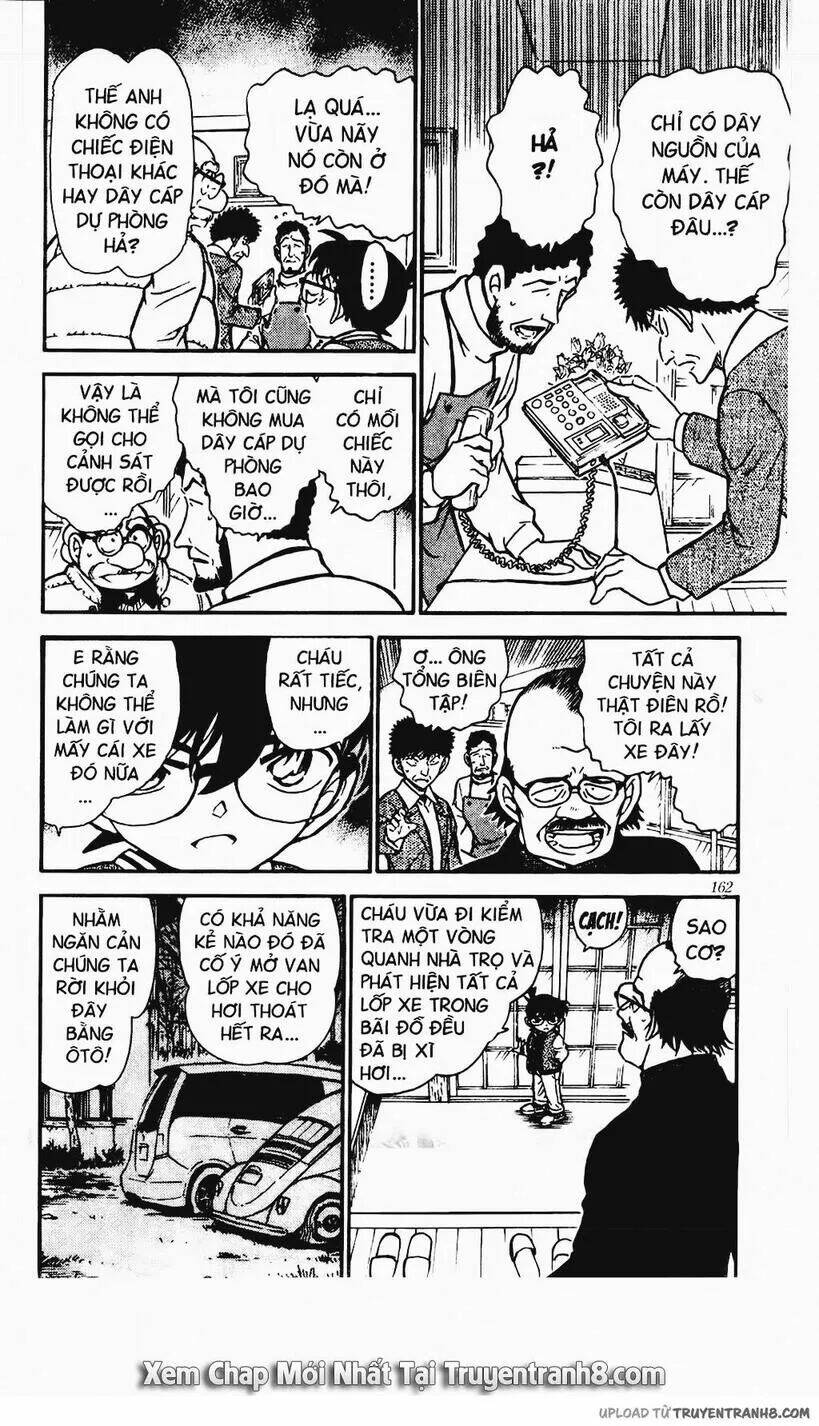 CHỈ CÓ DÂY
NGUỒN CỦA
MÁY. THẾ
CÒN DÂY CÁP
ĐÂU...?
HẢ
?!
LẠ QUÁ...
VỪA NÃY
NÓ CÒN Ở
ĐÓ MÀ!
THẾ ANH
KHÔNG CÓ
CHIẾC ĐIỆN
THOẠI KHÁC
HAY DÂY CÁP
DỰ PHÒNG
HẢ?
......
CHỈ
CÓ MỖI
CHIẾC
NÀY
THÔI,
MÀ TÔI CŨNG
KHÔNG MUA
DÂY CÁP DỰ
PHÒNG
BAO
GIỜ...
VẬY LÀ
KHÔNG THỂ
GỌI CHO
CẢNH SÁT
ĐƯỢC RỒI
...
TẤT CẢ
CHUYỆN NÀY
THẬT ĐIÊN RỒ!
TÔI RA LẤY
XE ĐÂY!
Ơ... ÔNG
TỔNG BIÊN
TẬP!
CHÁU
RẤT TIẾC,
NHƯNG
...
E RẰNG
CHÚNG TA
KHÔNG THỂ
LÀM GÌ VỚI
MẤY CÁI XE
ĐÓ NỮA
...
162
SAO
CƠ?
CẠCH!
CHÁU VỪA ĐI KIỂM
TRA MỘT VÒNG
QUANH NHÀ TRỌ VÀ
PHÁT HIỆN TẤT CẢ
LỐP XE TRONG
BÃI ĐỖ ĐỀU
ĐÃ BỊ XÌ
HƠI...
CÓ KHẢ NĂNG
KẺ NÀO ĐÓ ĐÃ
CỐ Ý MỞ VAN
LỐP XE CHO
HƠI THOÁT
HẾT RA...
NHẰM
NGĂN CẢN
CHÚNG TA
RỜI KHỎI
ĐÂY
BẰNG
ÔTÔ!
Xem Chap Mới Nhất Tại Truyentranh8.com
UPLOAD TỪ TRUYENTRANH8.COM